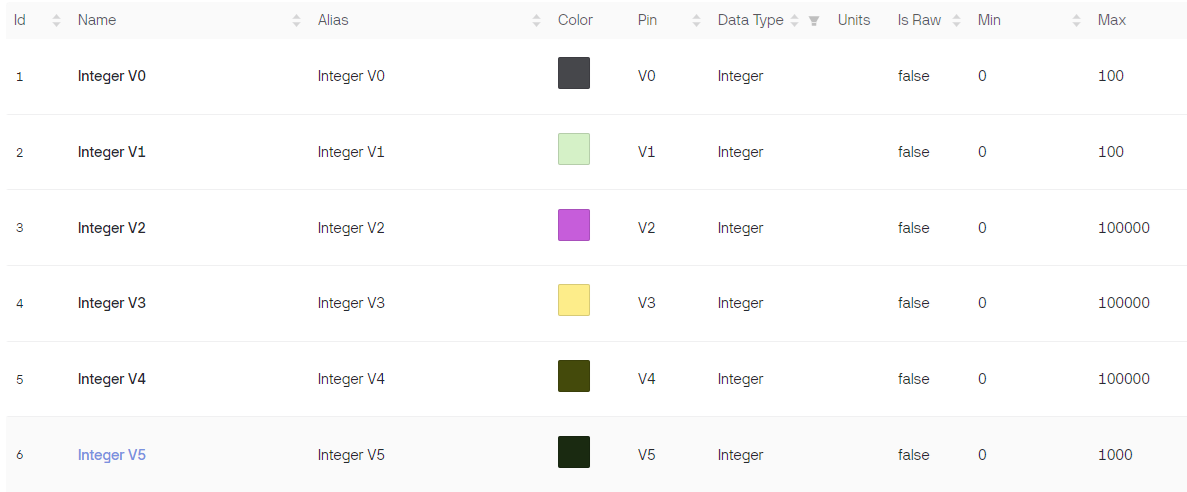 Id Name Alias Color Pin Data Type Units Is Raw Min Max
1 Integer V0 Integer V0 V0 Integer false 0 100
2 Integer V1 Integer V1 V1 Integer false 0 100
3 Integer V2 Integer V2 V2 Integer false 0 100000
4 Integer V3 Integer V3 V3 Integer false 0 100000
5 Integer V4 Integer V4 V4 Integer false 0 100000
6 Integer V5 Integer V5 V5 Integer false 0 1000